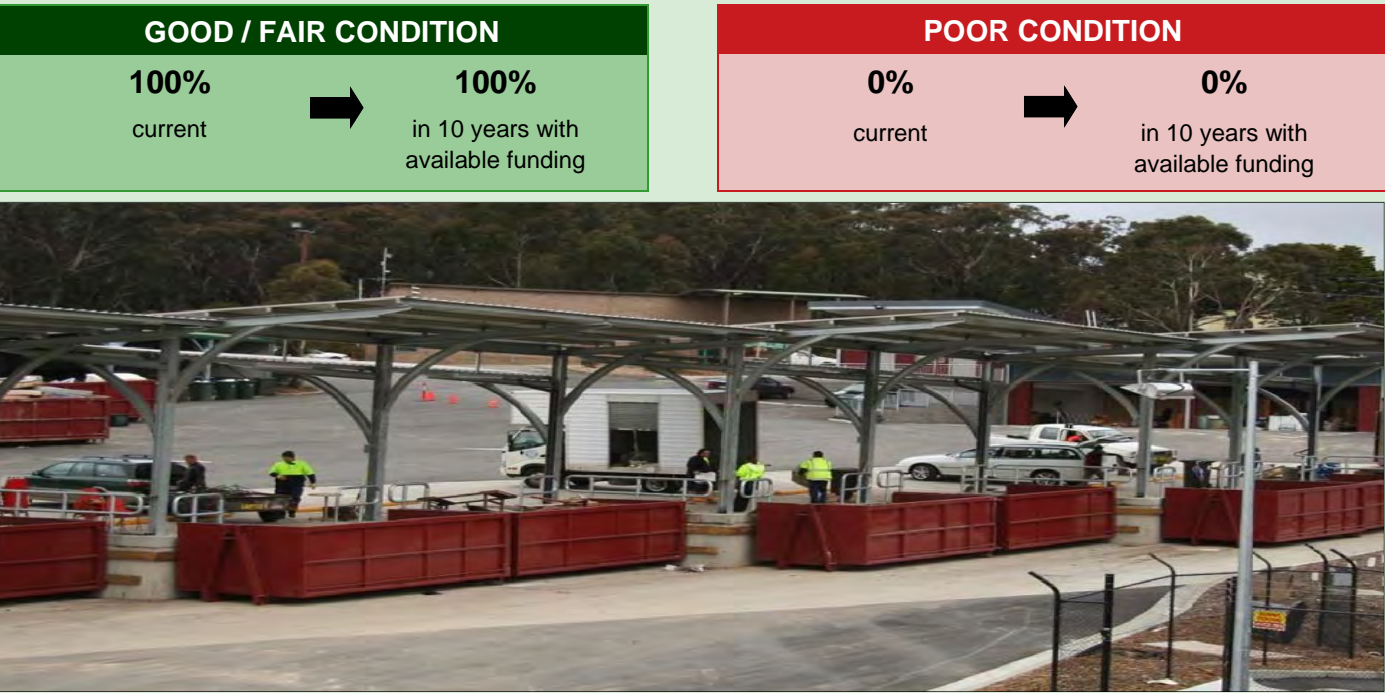 GOOD / FAIR CONDITION
100%
current
100%
in 10 years with
available funding
POOR CONDITION
0%
current
0%
in 10 years with
available funding